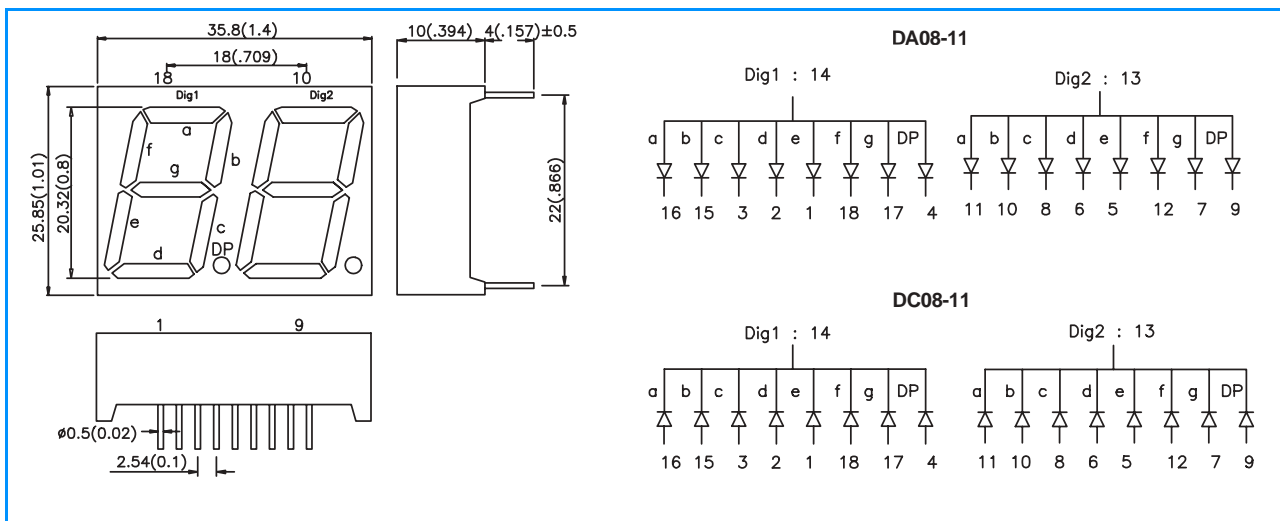 35.8(1.4)
18(.709)
18 10
Dig1 Dig2
a
f
b
g
e
c
d
DP
25.85(1.01)
20.32(0.8)
10(.394) 4(.157)±0.5
22(.866)
1 9
ø0.5(0.02)
2.54(0.1)
DA08-11
Dig1 : 14
a b c d e f g DP
16 15 3 2 1 18 17 4
Dig2 : 13
a b c d e f g DP
11 10 8 6 5 12 7 9
DC08-11
Dig1 : 14
a b c d e f g DP
16 15 3 2 1 18 17 4
Dig2 : 13
a b c d e f g DP
11 10 8 6 5 12 7 9